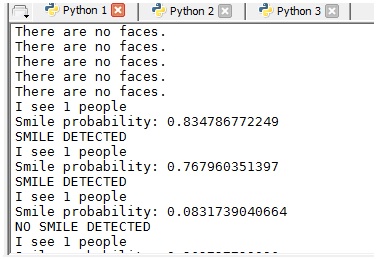 Python 1 Python 2 Python 3
There are no faces.
There are no faces.
There are no faces.
There are no faces.
There are no faces.
I see 1 people
Smile probability: 0.834786772249
SMILE DETECTED
I see 1 people
Smile probability: 0.767960351397
SMILE DETECTED
I see 1 people
Smile probability: 0.0831739040664
NO SMILE DETECTED
I see 1 people